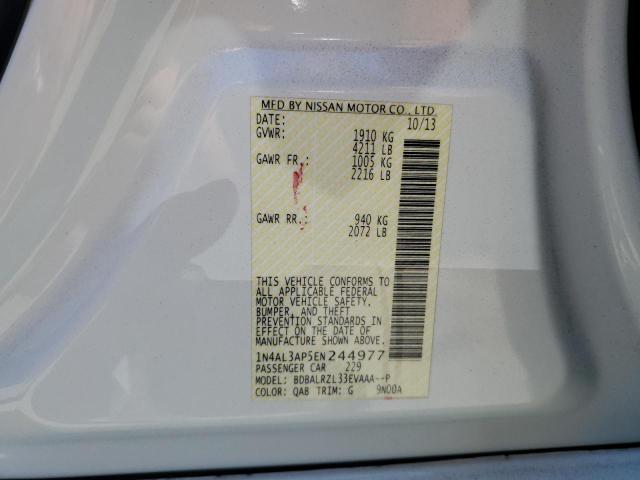 MFD BY NISSAN MOTOR CO., LTD.
DATE: 10/13
GVWR: 1910 KG
4211 LB
GAWR FR.: 1005 KG
2216 LB
GAWR RR.: 940 KG
2072 LB
THIS VEHICLE CONFORMS TO
ALL APPLICABLE FEDERAL
MOTOR VEHICLE SAFETY,
BUMPER, AND THEFT
PREVENTION STANDARDS IN
EFFECT ON THE DATE OF
MANUFACTURE SHOWN ABOVE.
1N4AL3AP5EN244977
PASSENGER CAR 229
MODEL: BDBALRZL33EVAAA--P
COLOR: QAB TRIM: G 9N00A